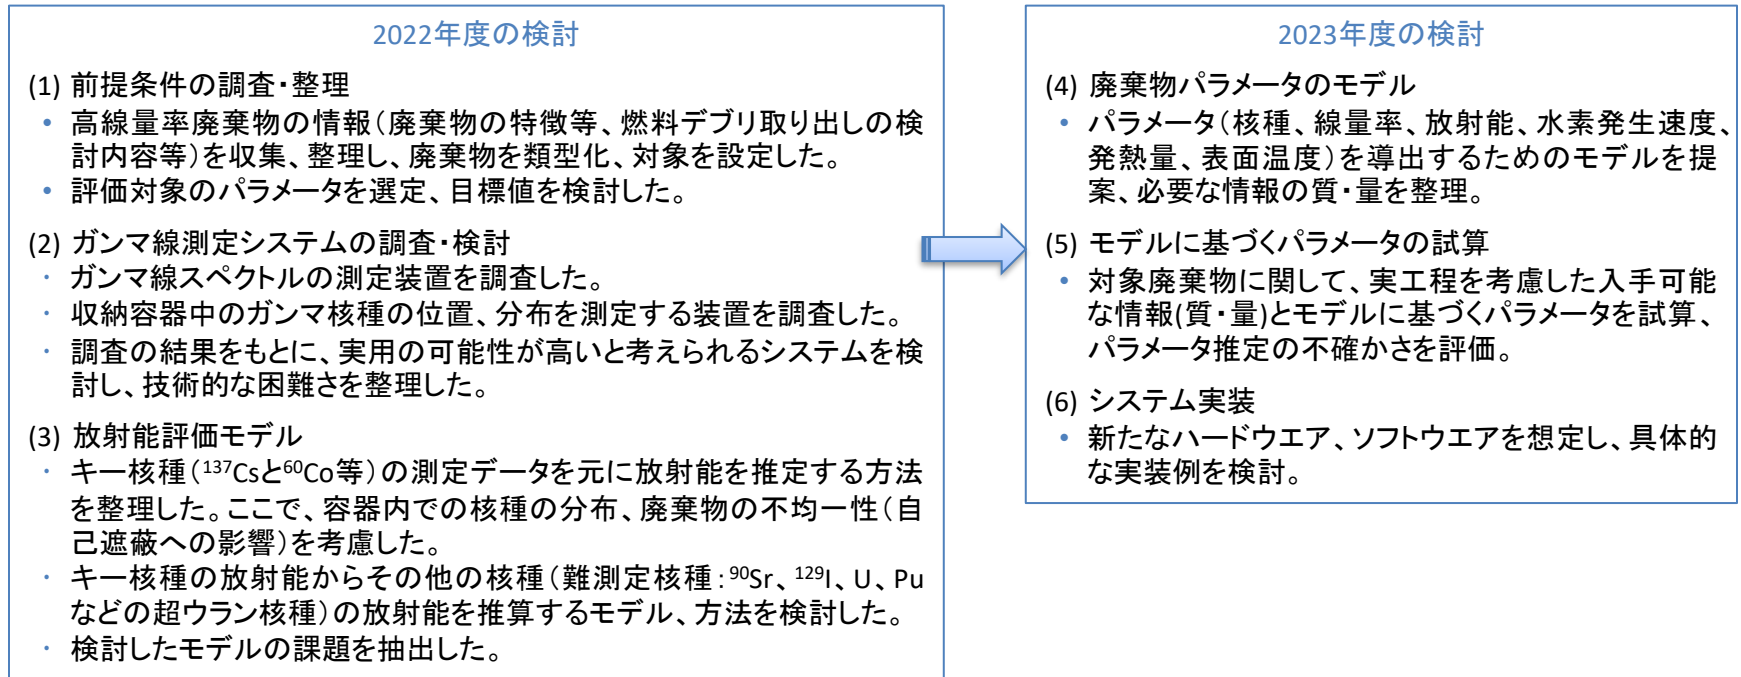 2022年度の検討
(1) 前提条件の調査・整理
• 高線量率廃棄物の情報（廃棄物の特徴等、燃料デブリ取り出しの検
討内容等）を収集、整理し、廃棄物を類型化、対象を設定した。
• 評価対象のパラメータを選定、目標値を検討した。
(2) ガンマ線測定システムの調査・検討
・ ガンマ線スペクトルの測定装置を調査した。
・ 収納容器中のガンマ核種の位置、分布を測定する装置を調査した。
・ 調査の結果をもとに、実用の可能性が高いと考えられるシステムを検
討し、技術的な困難さを整理した。
(3) 放射能評価モデル
・ キー核種（¹³⁷Csと⁶⁰Co等）の測定データを元に放射能を推定する方法
を整理した。ここで、容器内での核種の分布、廃棄物の不均一性（自
己遮蔽への影響）を考慮した。
・ キー核種の放射能からその他の核種（難測定核種：⁹⁰Sr、¹²⁹I、U、Pu
などの超ウラン核種）の放射能を推算するモデル、方法を検討した。
・ 検討したモデルの課題を抽出した。
2023年度の検討
(4) 廃棄物パラメータのモデル
• パラメータ（核種、線量率、放射能、水素発生速度、
発熱量、表面温度）を導出するためのモデルを提
案、必要な情報の質・量を整理。
(5) モデルに基づくパラメータの試算
• 対象廃棄物に関して、実工程を考慮した入手可能
な情報(質・量)とモデルに基づくパラメータを試算、
パラメータ推定の不確かさを評価。
(6) システム実装
• 新たなハードウエア、ソフトウエアを想定し、具体的
な実装例を検討。